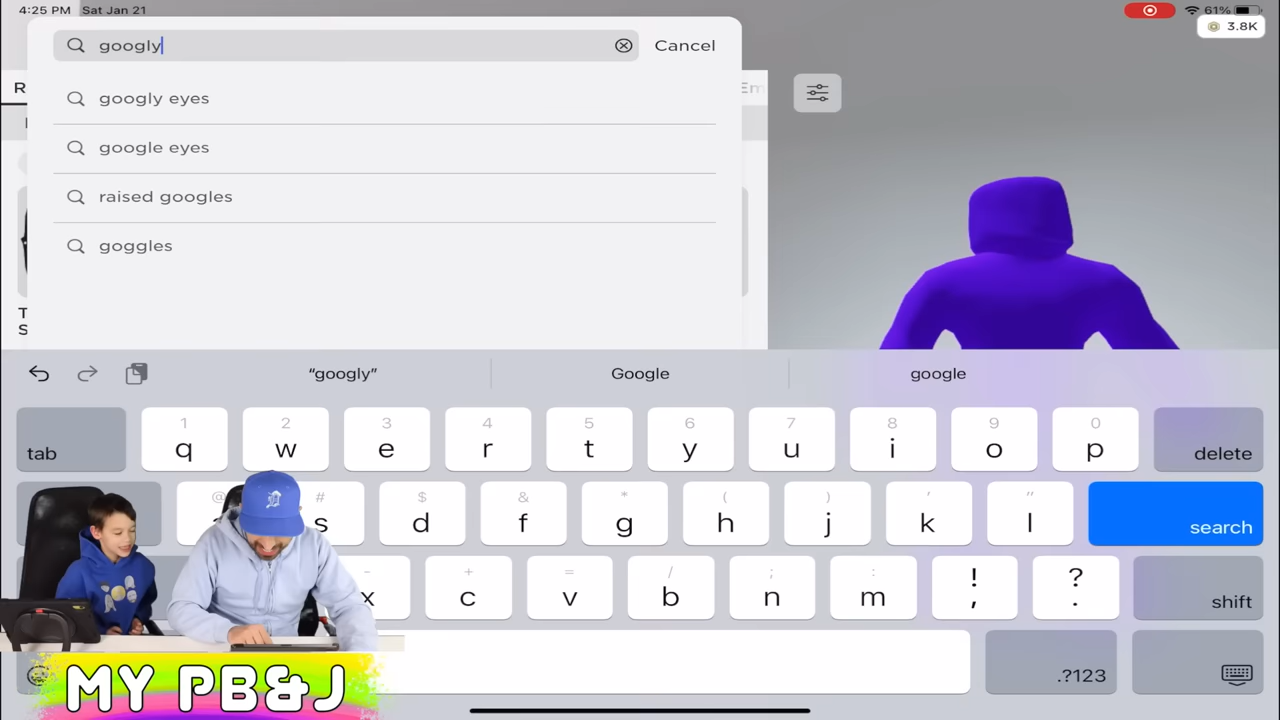 4:25 PM Sat Jan 21
61%
3.8K
googly
Cancel
R
Em
googly eyes
google eyes
raised googles
goggles
T
S
“googly”
Google
google
1 2 3 4 5 6 7 8 9 0
tab q w e r t y u i o p delete
@ # $ & * ( ) ' "
s d f g h j k l search
- + = / ; : ! ?
x c v b n m , . shift
.?123
MY PB&J